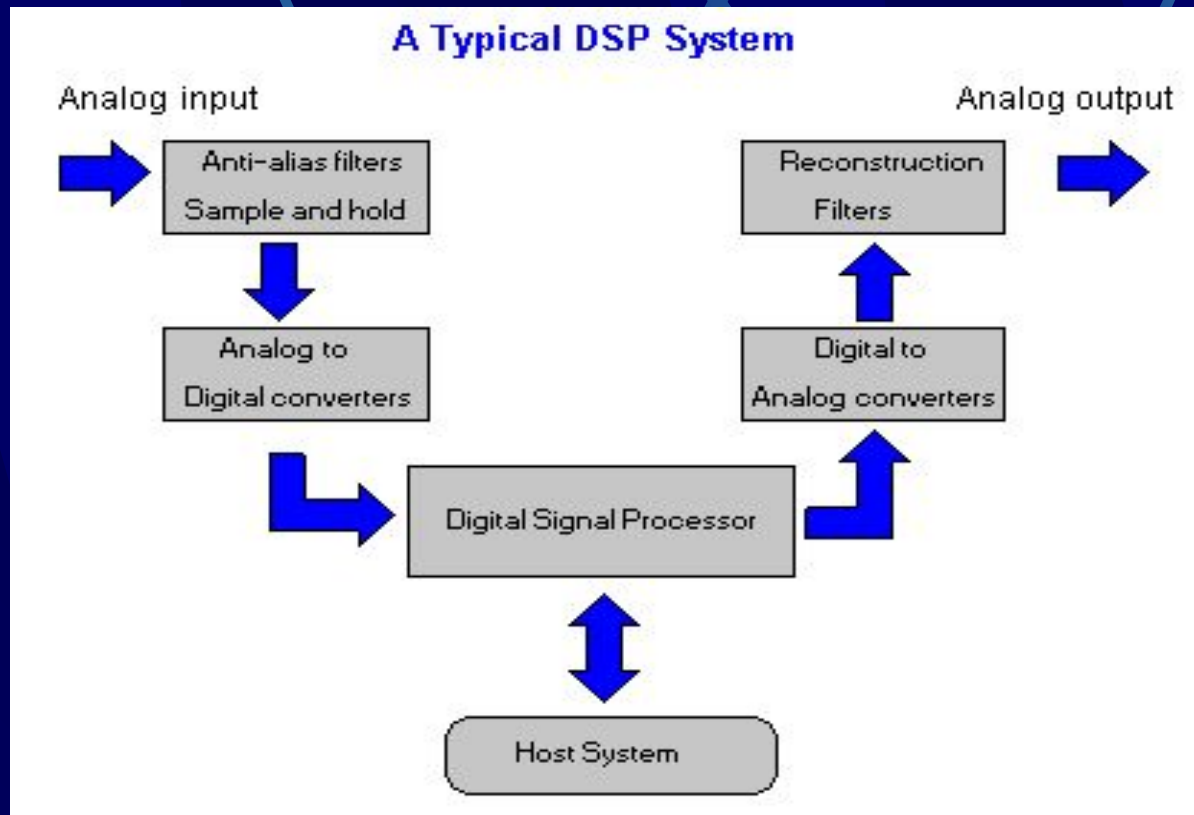 A Typical DSP System
Analog input
Analog output
Anti-alias filters
Sample and hold
Reconstruction
Filters
Analog to
Digital converters
Digital to
Analog converters
Digital Signal Processor
Host System